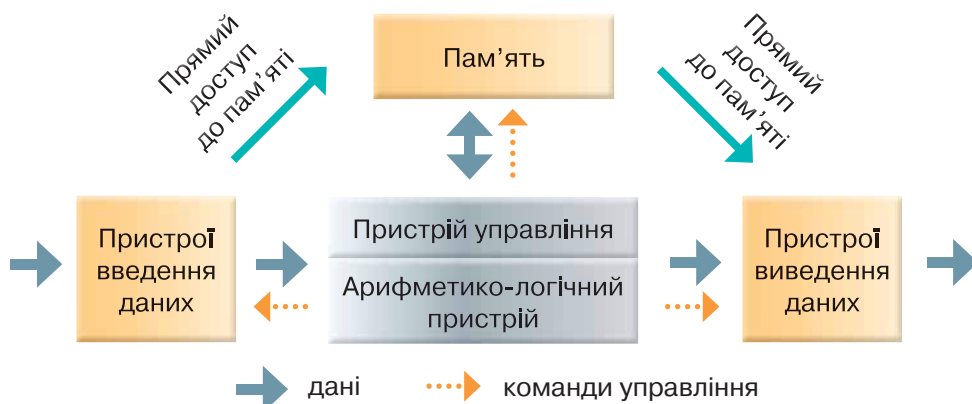 Прямий
доступ
до пам’яті
Пам’ять
Прямий
доступ
до пам’яті
Пристрої
введення
даних
Пристрій управління
Арифметико-логічний
пристрій
Пристрої
виведення
даних
дані
команди управління